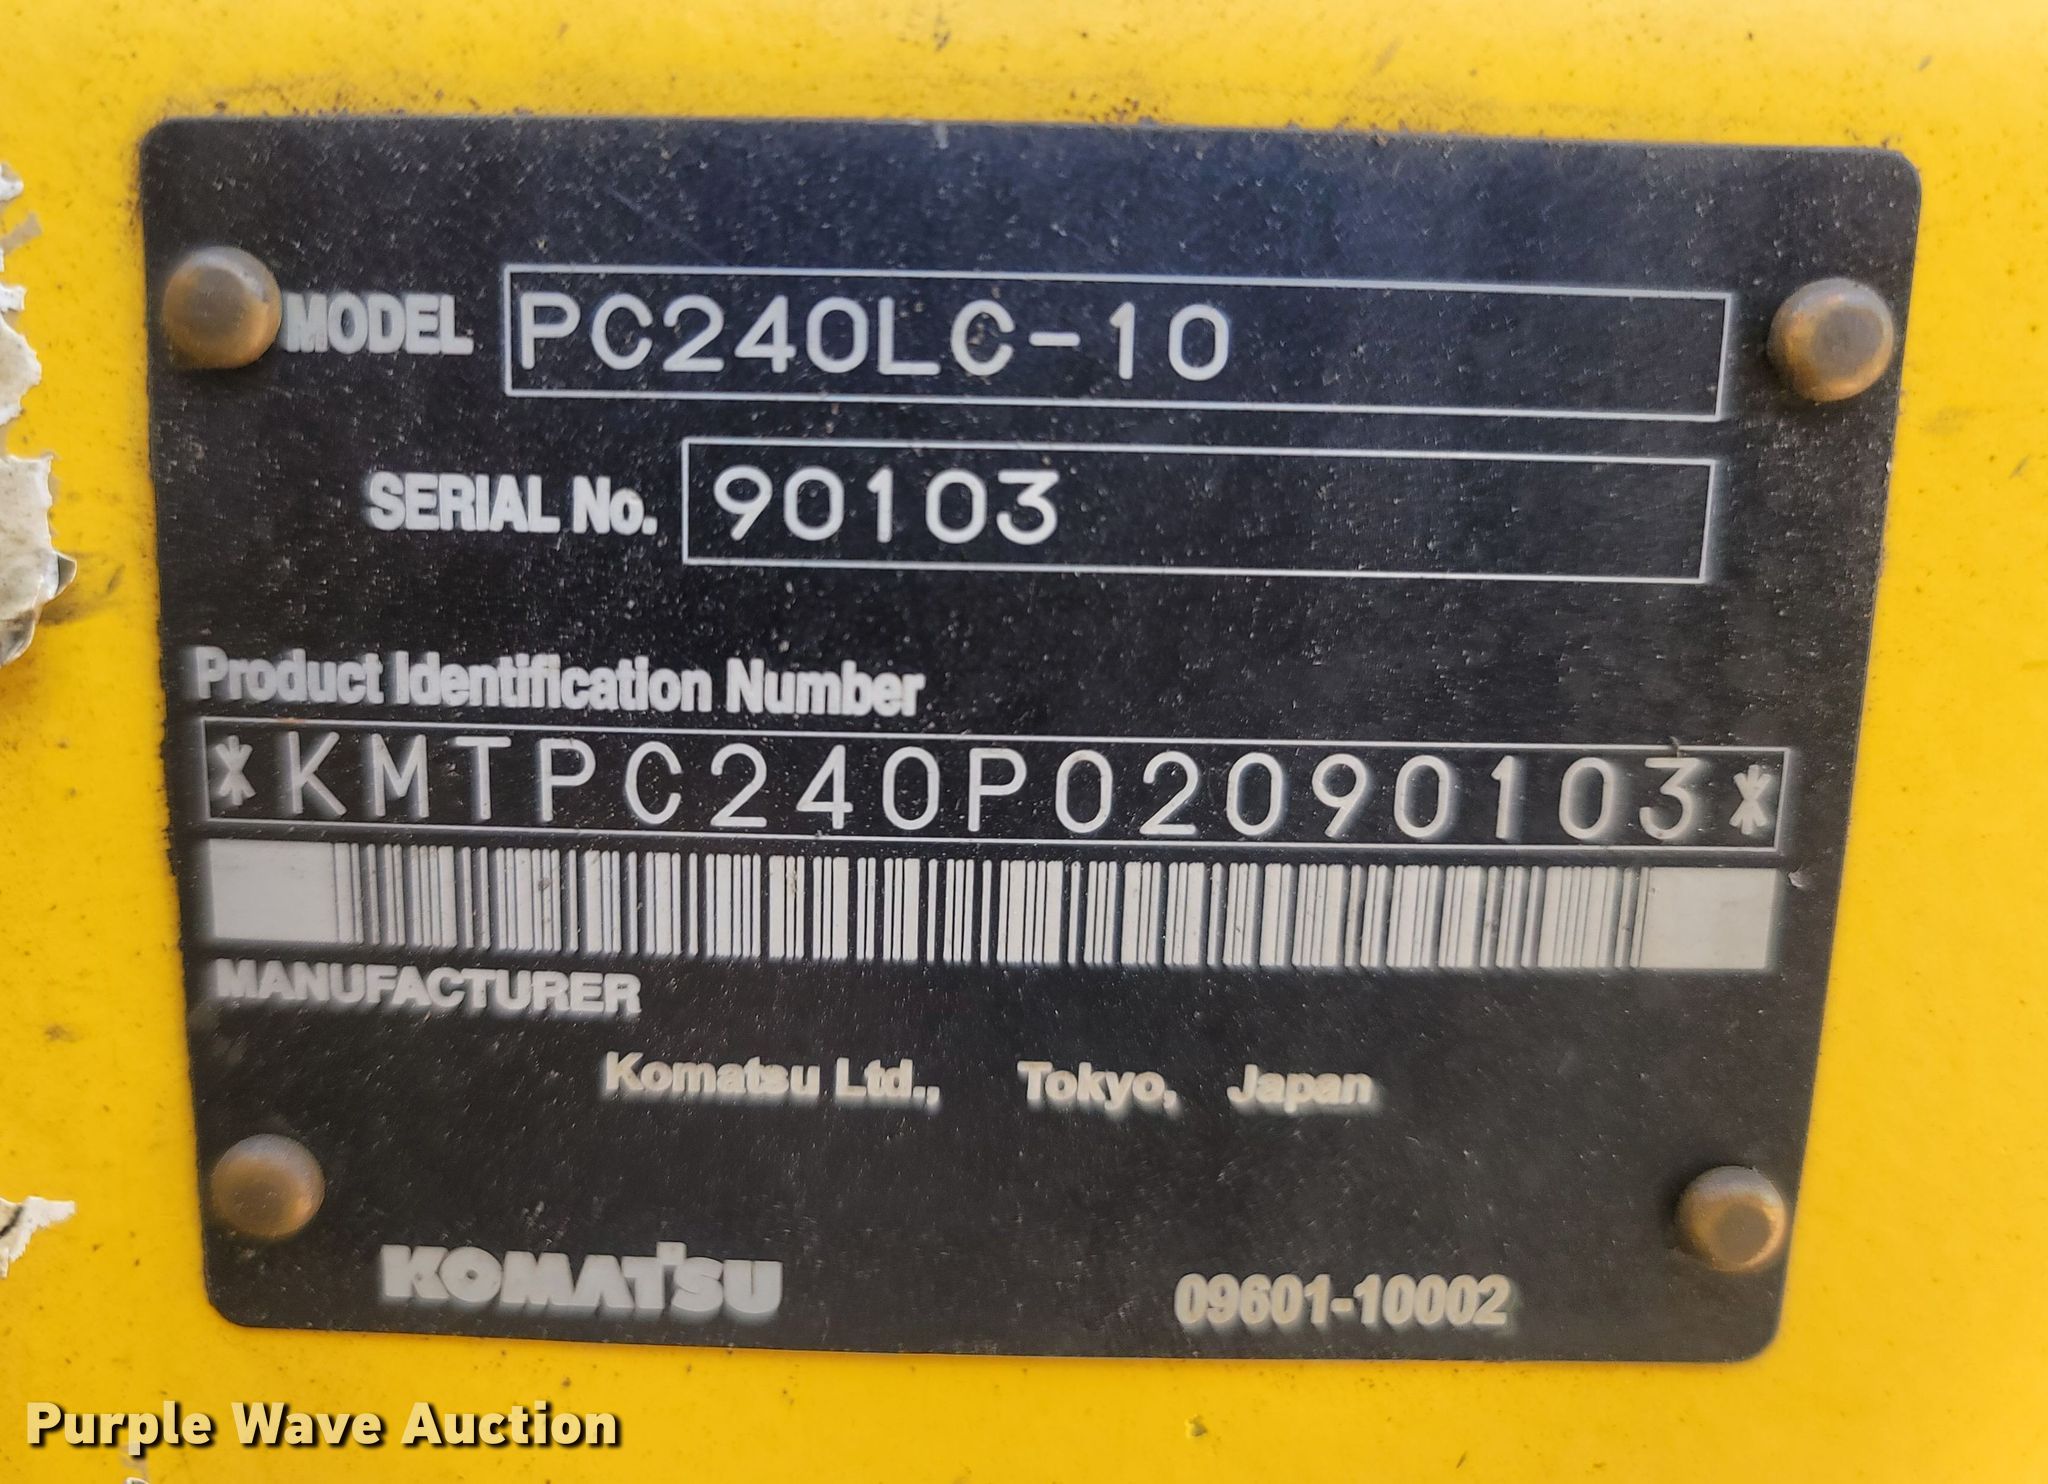 MODEL PC240LC-10
SERIAL No. 90103
Product Identification Number
*KMTPC240P02090103*
MANUFACTURER
Komatsu Ltd., Tokyo, Japan
KOMATSU 09601-10002
Purple Wave Auction